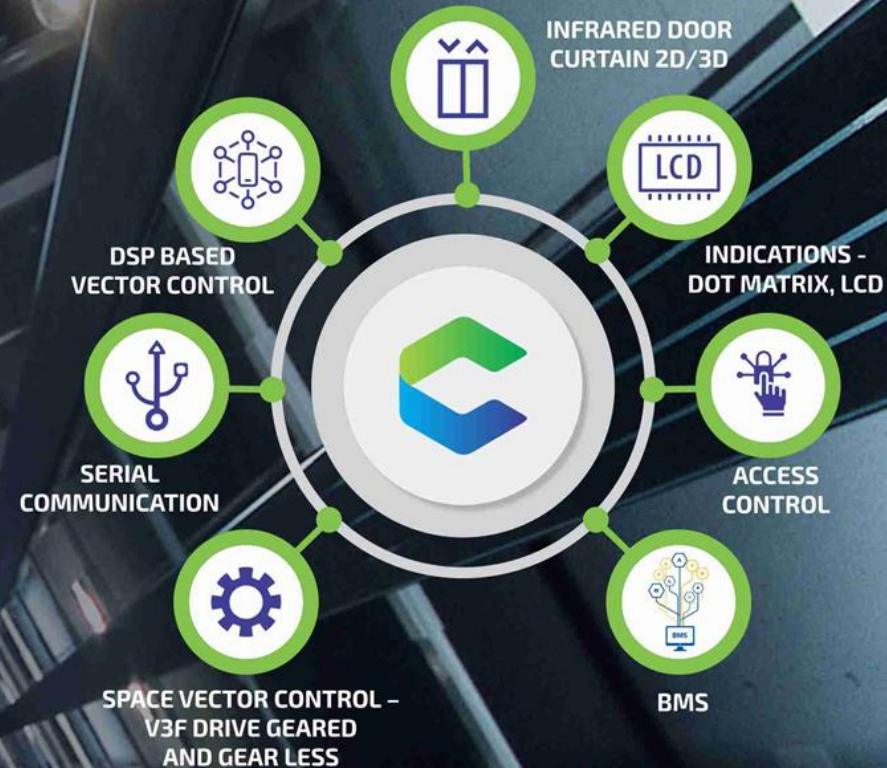 INFRARED DOOR
CURTAIN 2D/3D
LCD
INDICATIONS -
DOT MATRIX, LCD
DSP BASED
VECTOR CONTROL
SERIAL
COMMUNICATION
ACCESS
CONTROL
SPACE VECTOR CONTROL –
V3F DRIVE GEARED
AND GEAR LESS
BMS
BMS